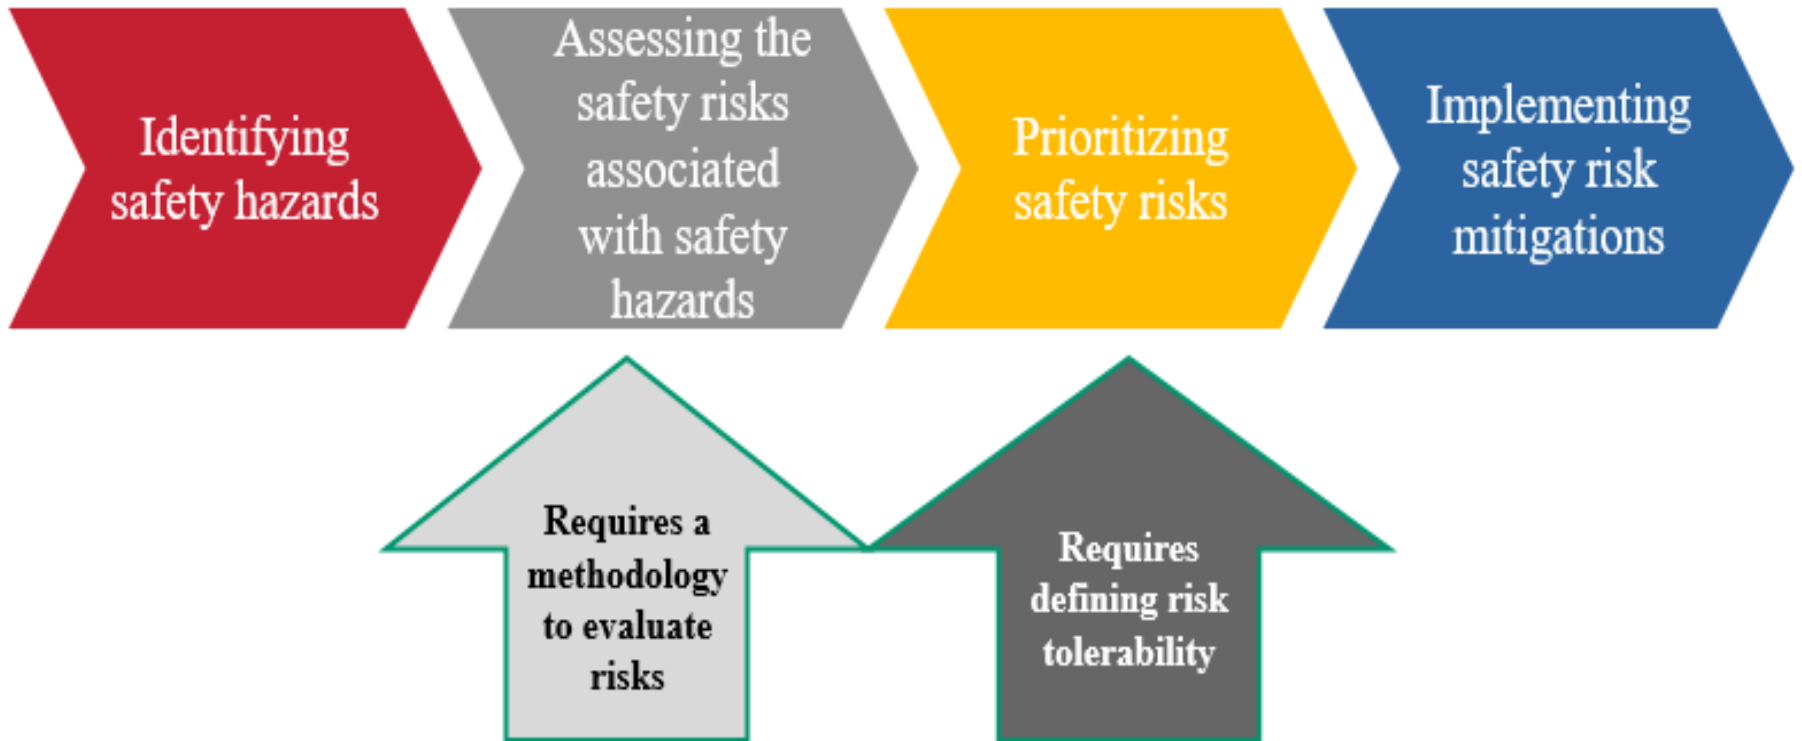 Identifying
safety hazards
Assessing the
safety risks
associated
with safety
hazards
Prioritizing
safety risks
Implementing
safety risk
mitigations
Requires a
methodology
to evaluate
risks
Requires
defining risk
tolerability